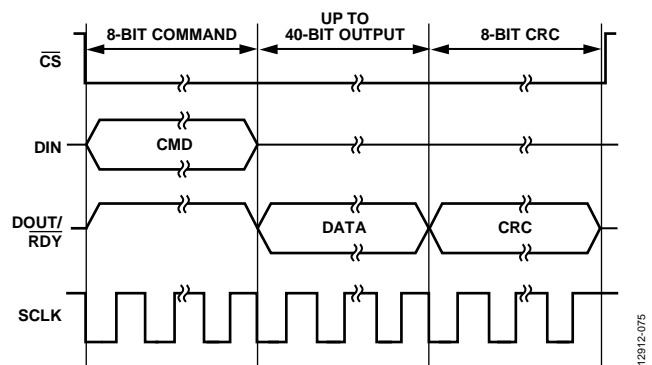 8-BIT COMMAND
UP TO
40-BIT OUTPUT
8-BIT CRC
CS
DIN
CMD
DOUT/
RDY
DATA
CRC
SCLK
12912-075